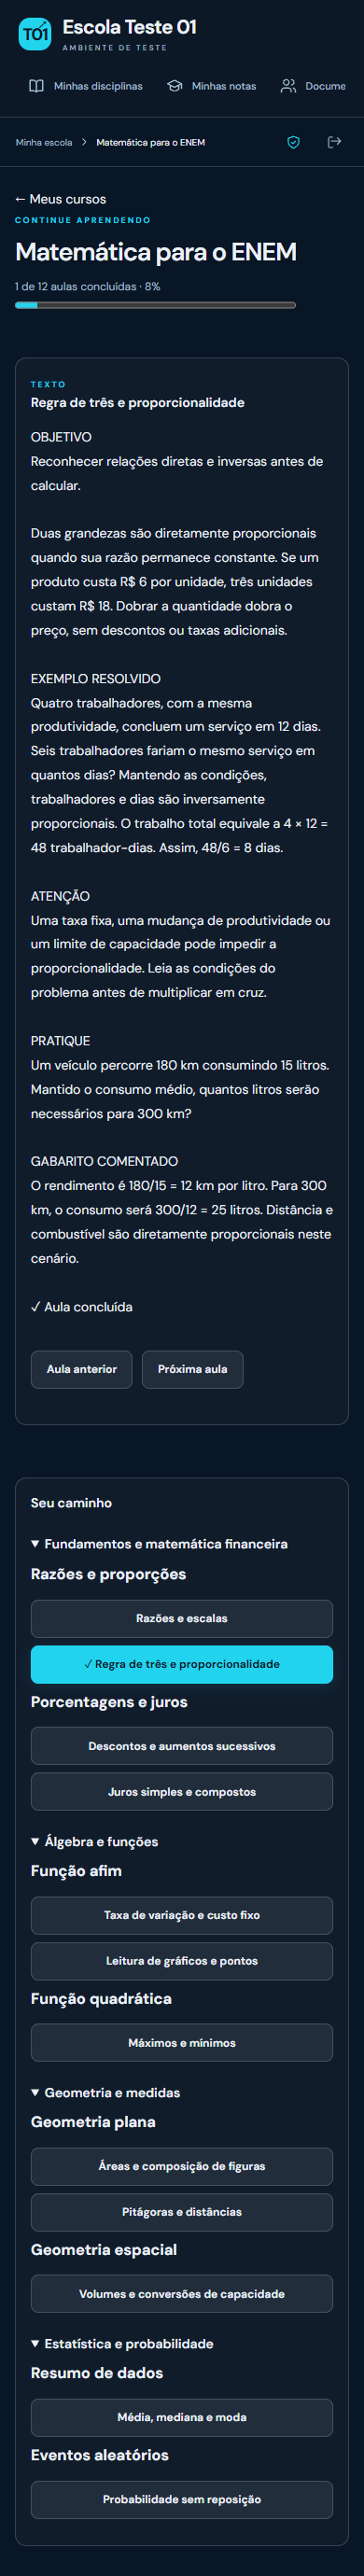 TO1
Escola Teste 01
AMBIENTE DE TESTE
Minhas disciplinas
Minhas notas
Docume
Minha escola > Matemática para o ENEM
← Meus cursos
CONTINUE APRENDENDO
Matemática para o ENEM
1 de 12 aulas concluídas · 8%
TEXTO
Regra de três e proporcionalidade
OBJETIVO
Reconhecer relações diretas e inversas antes de
calcular.
Duas grandezas são diretamente proporcionais
quando sua razão permanece constante. Se um
produto custa R$ 6 por unidade, três unidades
custam R$ 18. Dobrar a quantidade dobra o
preço, sem descontos ou taxas adicionais.
EXEMPLO RESOLVIDO
Quatro trabalhadores, com a mesma
produtividade, concluem um serviço em 12 dias.
Seis trabalhadores fariam o mesmo serviço em
quantos dias? Mantendo as condições,
trabalhadores e dias são inversamente
proporcionais. O trabalho total equivale a 4 × 12 =
48 trabalhador-dias. Assim, 48/6 = 8 dias.
ATENÇÃO
Uma taxa fixa, uma mudança de produtividade ou
um limite de capacidade pode impedir a
proporcionalidade. Leia as condições do
problema antes de multiplicar em cruz.
PRATIQUE
Um veículo percorre 180 km consumindo 15 litros.
Mantido o consumo médio, quantos litros serão
necessários para 300 km?
GABARITO COMENTADO
O rendimento é 180/15 = 12 km por litro. Para 300
km, o consumo será 300/12 = 25 litros. Distância e
combustível são diretamente proporcionais neste
cenário.
✓ Aula concluída
Aula anterior
Próxima aula
Seu caminho
▼ Fundamentos e matemática financeira
Razões e proporções
Razões e escalas
✓ Regra de três e proporcionalidade
Porcentagens e juros
Descontos e aumentos sucessivos
Juros simples e compostos
▼ Álgebra e funções
Função afim
Taxa de variação e custo fixo
Leitura de gráficos e pontos
Função quadrática
Máximos e mínimos
▼ Geometria e medidas
Geometria plana
Áreas e composição de figuras
Pitágoras e distâncias
Geometria espacial
Volumes e conversões de capacidade
▼ Estatística e probabilidade
Resumo de dados
Média, mediana e moda
Eventos aleatórios
Probabilidade sem reposição